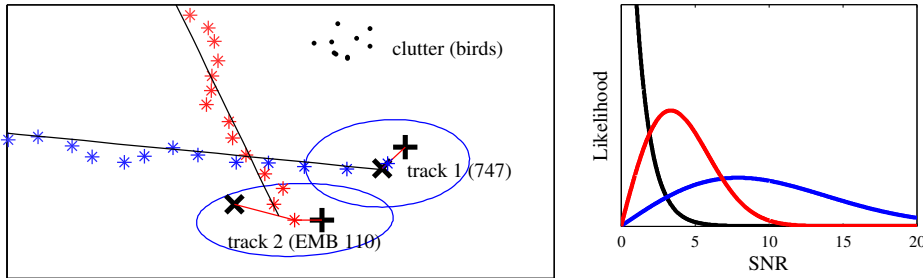 clutter (birds)
track 1 (747)
track 2 (EMB 110)
Likelihood
0 5 10 15 20
SNR